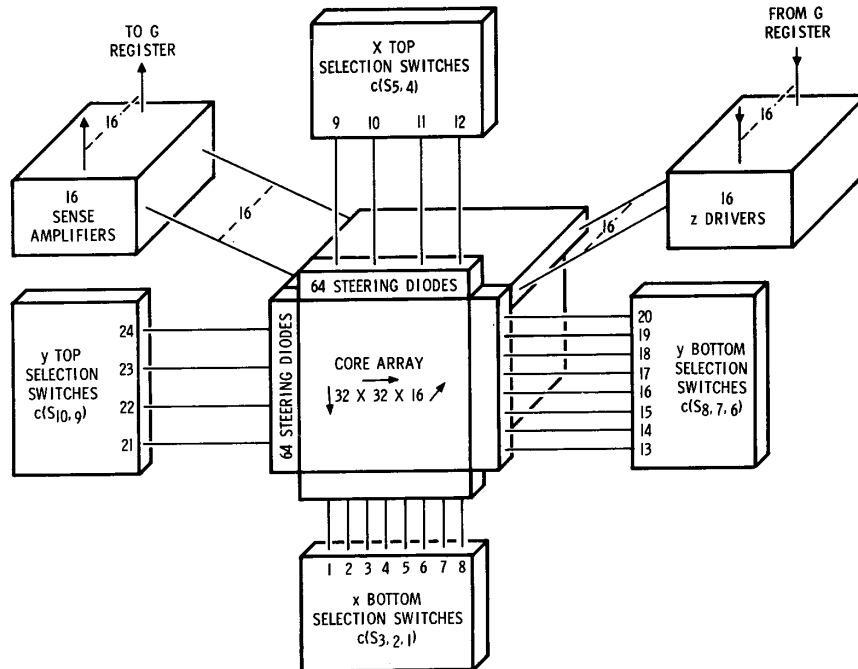 TO G
REGISTER
16
16
SENSE
AMPLIFIERS
16
X TOP
SELECTION SWITCHES
c(S5,4)
9 10 11 12
FROM G
REGISTER
16
16
z DRIVERS
16
64 STEERING DIODES
64 STEERING DIODES
CORE ARRAY
32 X 32 X 16
y TOP
SELECTION
SWITCHES
c(S10,9)
24
23
22
21
20
19
18
17
16
15
14
13
y BOTTOM
SELECTION
SWITCHES
c(S8,7,6)
1 2 3 4 5 6 7 8
x BOTTOM
SELECTION SWITCHES
c(S3,2,1)